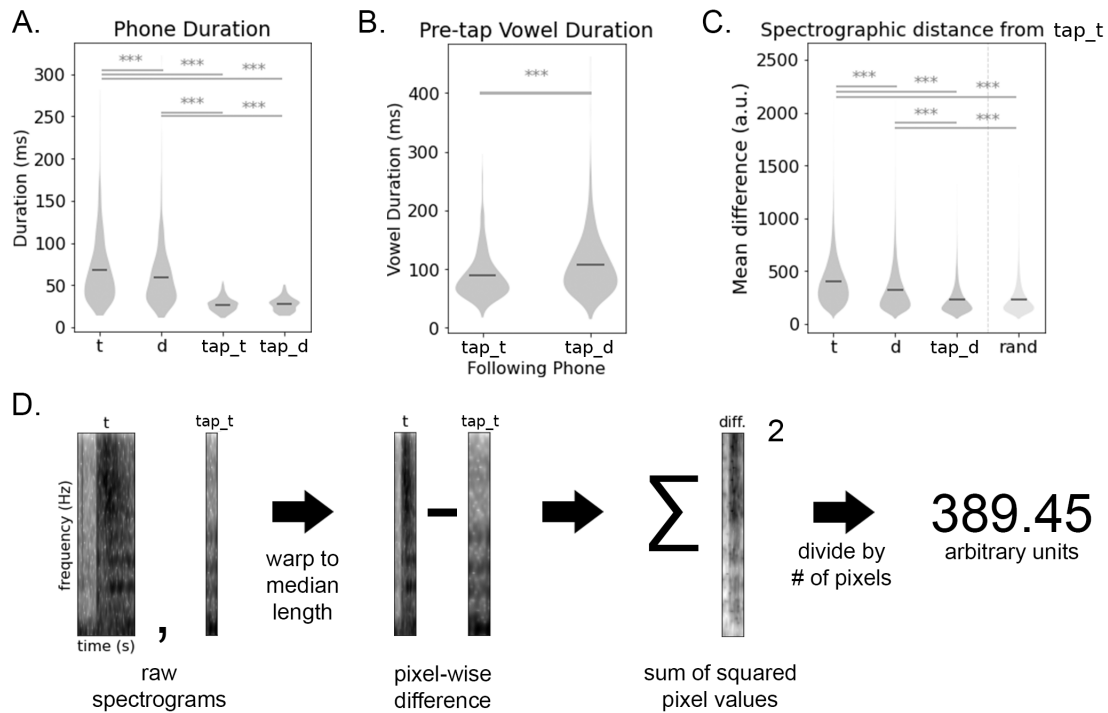 A.
Phone Duration
Duration (ms)
300
250
200
150
100
50
0
***
***
***
***
***
t
d
tap_t
tap_d
B.
Pre-tap Vowel Duration
Vowel Duration (ms)
400
300
200
100
0
***
tap_t
tap_d
Following Phone
C.
Spectrographic distance from tap_t
Mean difference (a.u.)
2500
2000
1500
1000
500
0
***
***
***
***
***
t
d
tap_d
rand
D.
t
tap_t
frequency (Hz)
time (s)
,
raw
spectrograms
warp to
median
length
t
tap_t
-
pixel-wise
difference
∑
diff.
2
sum of squared
pixel values
divide by
# of pixels
389.45
arbitrary units